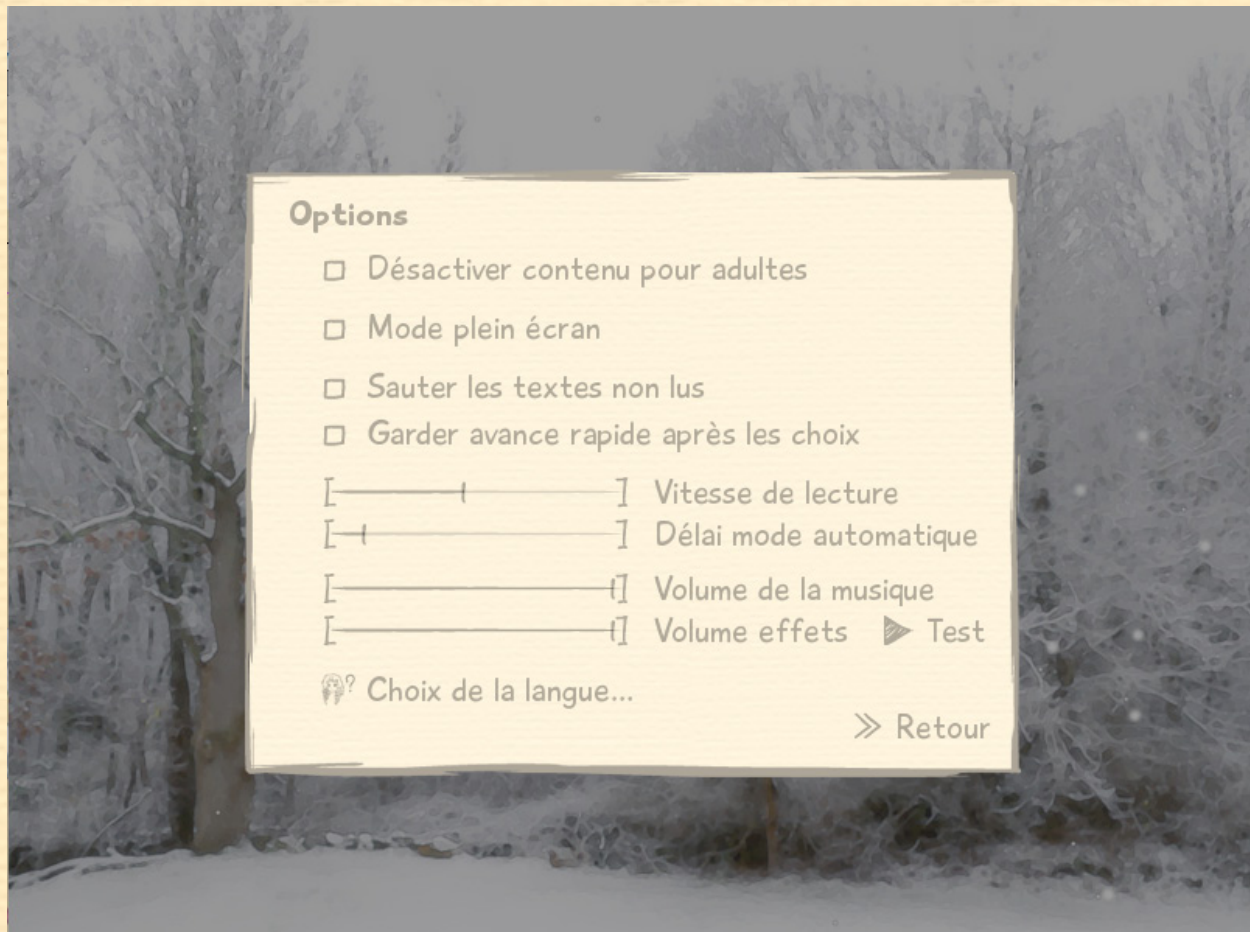 Options
Désactiver contenu pour adultes
Mode plein écran
Sauter les textes non lus
Garder avance rapide après les choix
Vitesse de lecture
Délai mode automatique
Volume de la musique
Volume effets ▶ Test
? Choix de la langue...
>> Retour